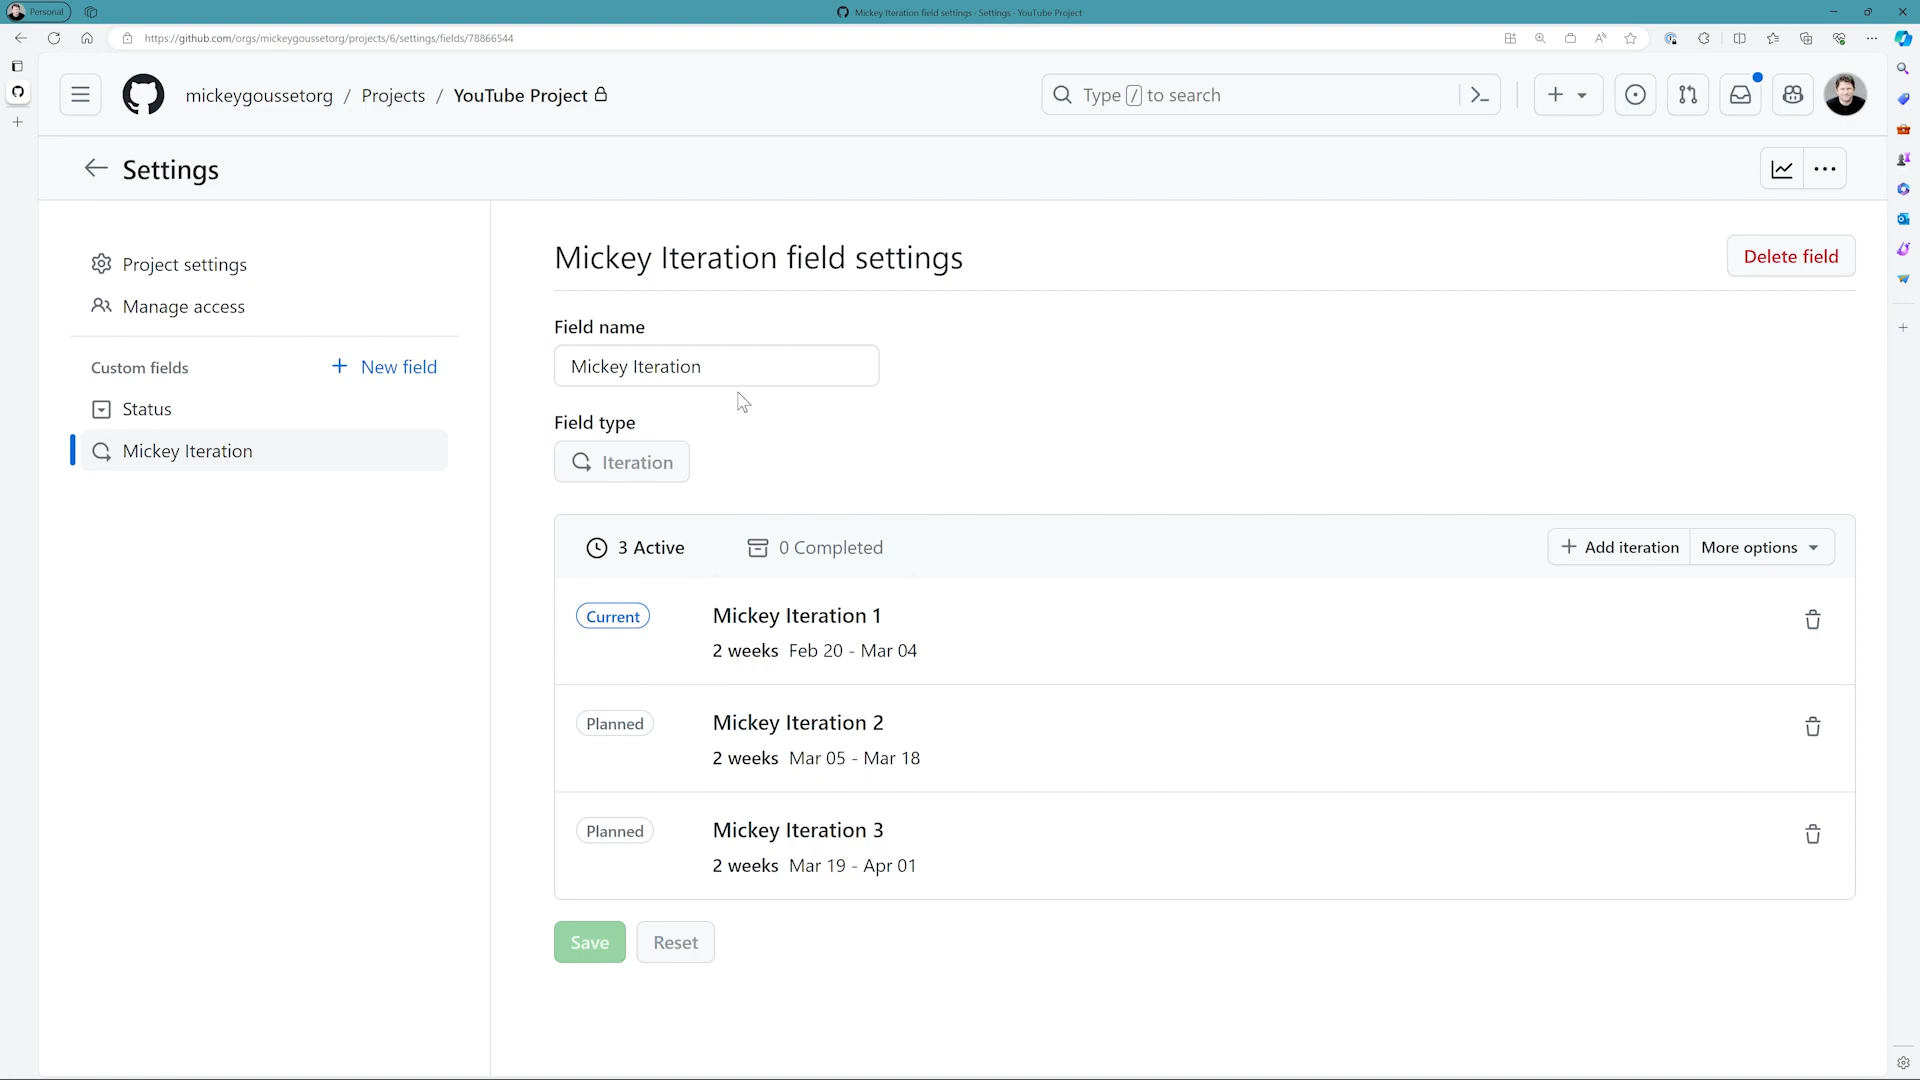 Personal
Mickey Iteration field settings · Settings · YouTube Project
https://github.com/orgs/mickeygoussetorg/projects/6/settings/fields/78866544
mickeygoussetorg / Projects / YouTube Project
Type / to search
Settings
Project settings
Manage access
Custom fields
New field
Status
Mickey Iteration
Mickey Iteration field settings
Delete field
Field name
Mickey Iteration
Field type
Iteration
3 Active
0 Completed
Add iteration
More options
Current
Mickey Iteration 1
2 weeks Feb 20 - Mar 04
Planned
Mickey Iteration 2
2 weeks Mar 05 - Mar 18
Planned
Mickey Iteration 3
2 weeks Mar 19 - Apr 01
Save
Reset